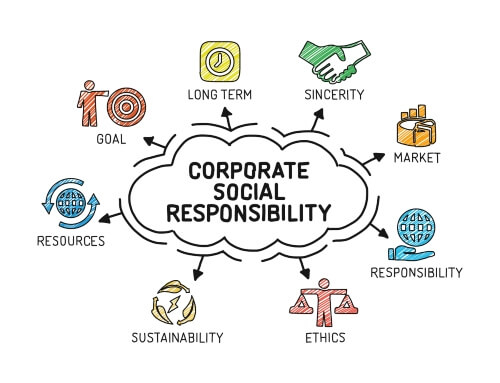 LONG TERM
SINCERITY
GOAL
MARKET
CORPORATE
SOCIAL
RESPONSIBILITY
RESOURCES
RESPONSIBILITY
SUSTAINABILITY
ETHICS